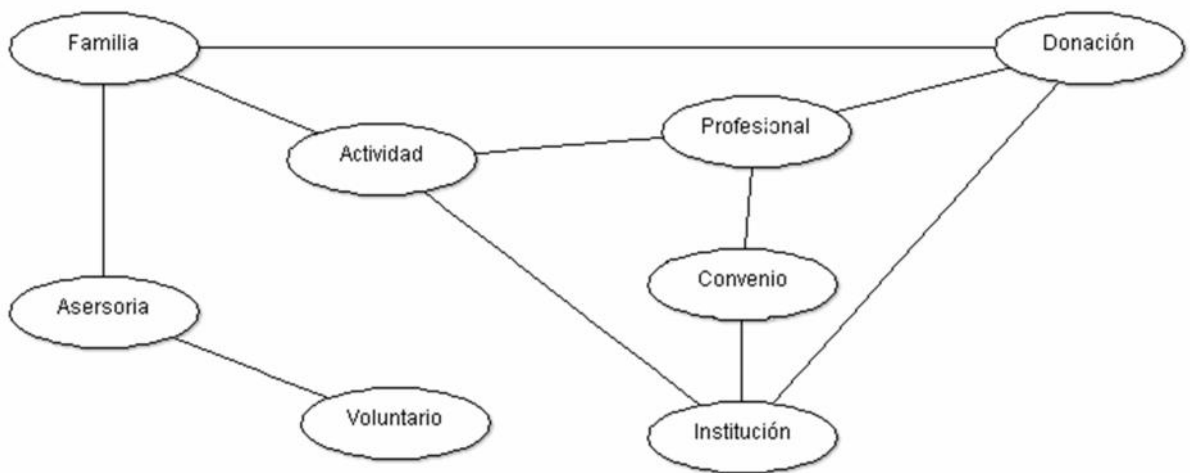 Familia
Donación
Profesional
Actividad
Convenio
Asersoria
Voluntario
Institución